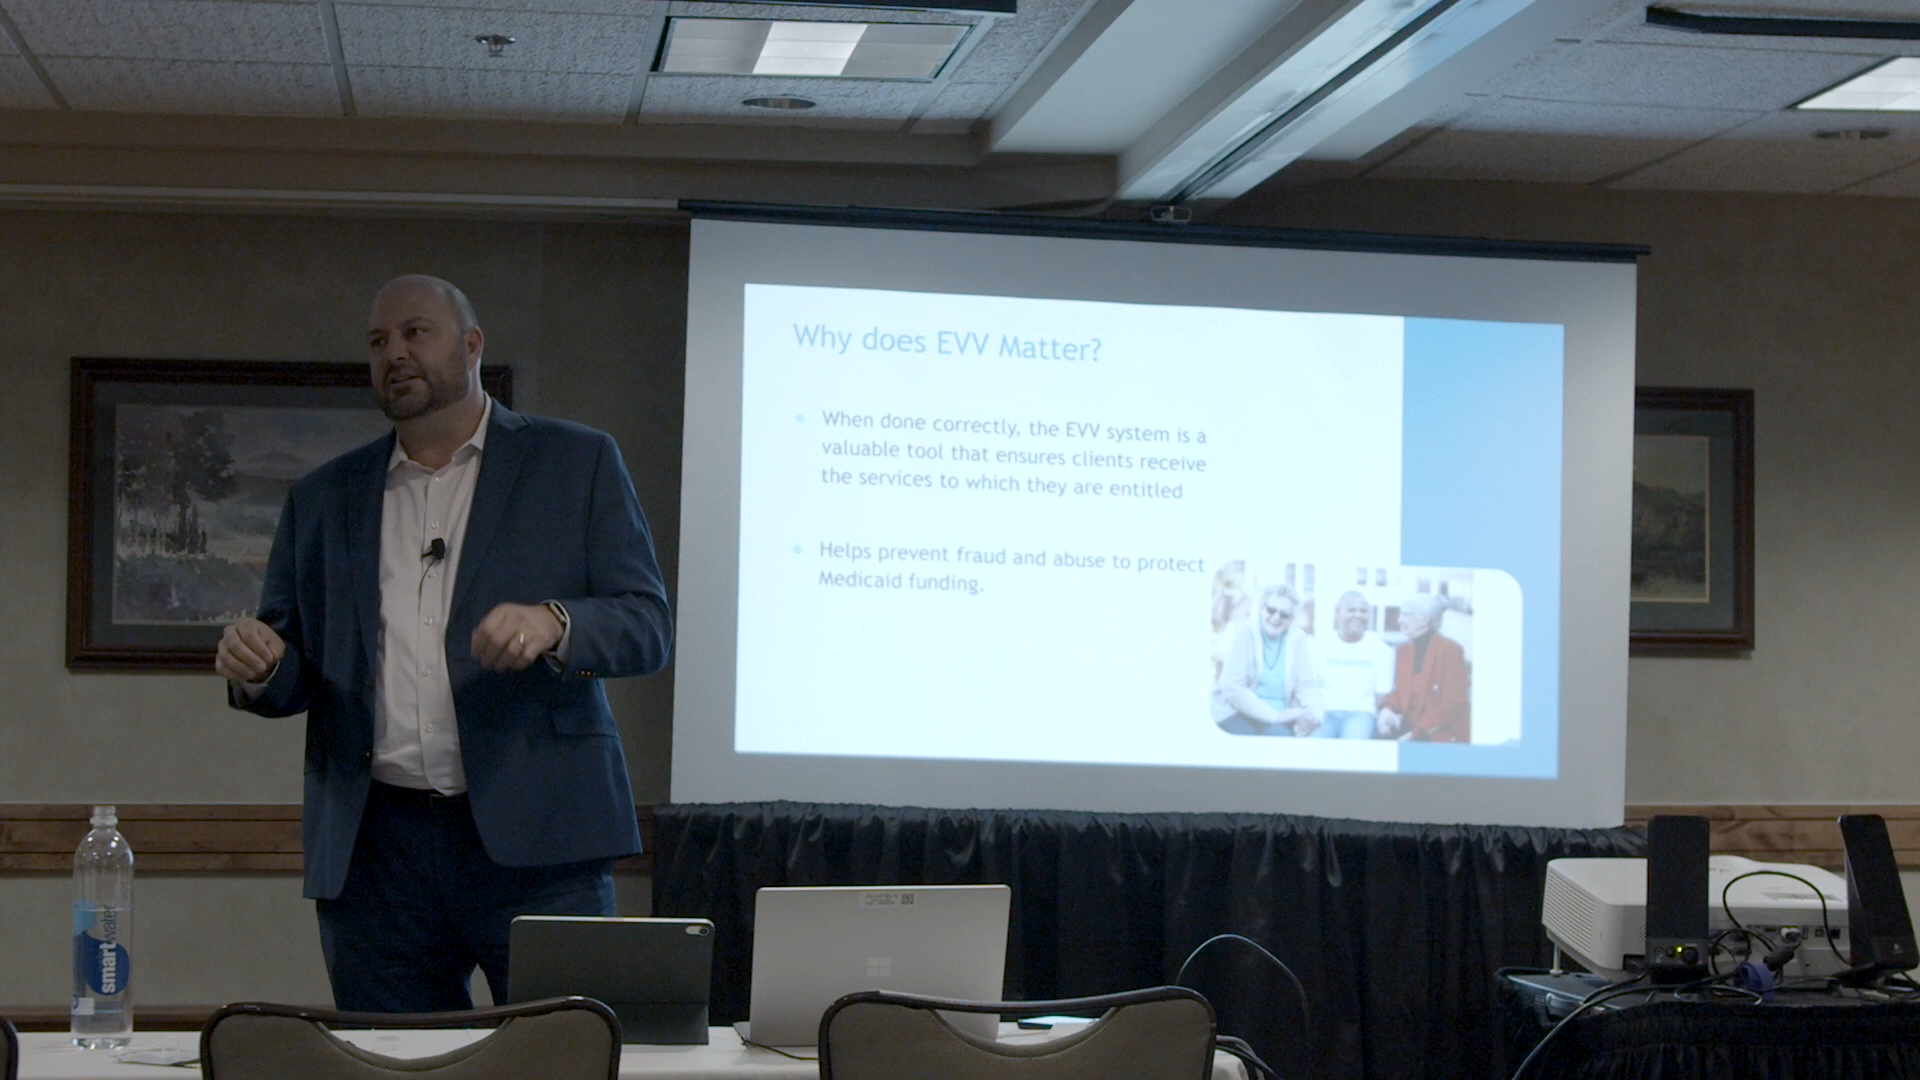 Why does EVV Matter?
When done correctly, the EVV system is a
valuable tool that ensures clients receive
the services to which they are entitled
Helps prevent fraud and abuse to protect
Medicaid funding.
smartwater